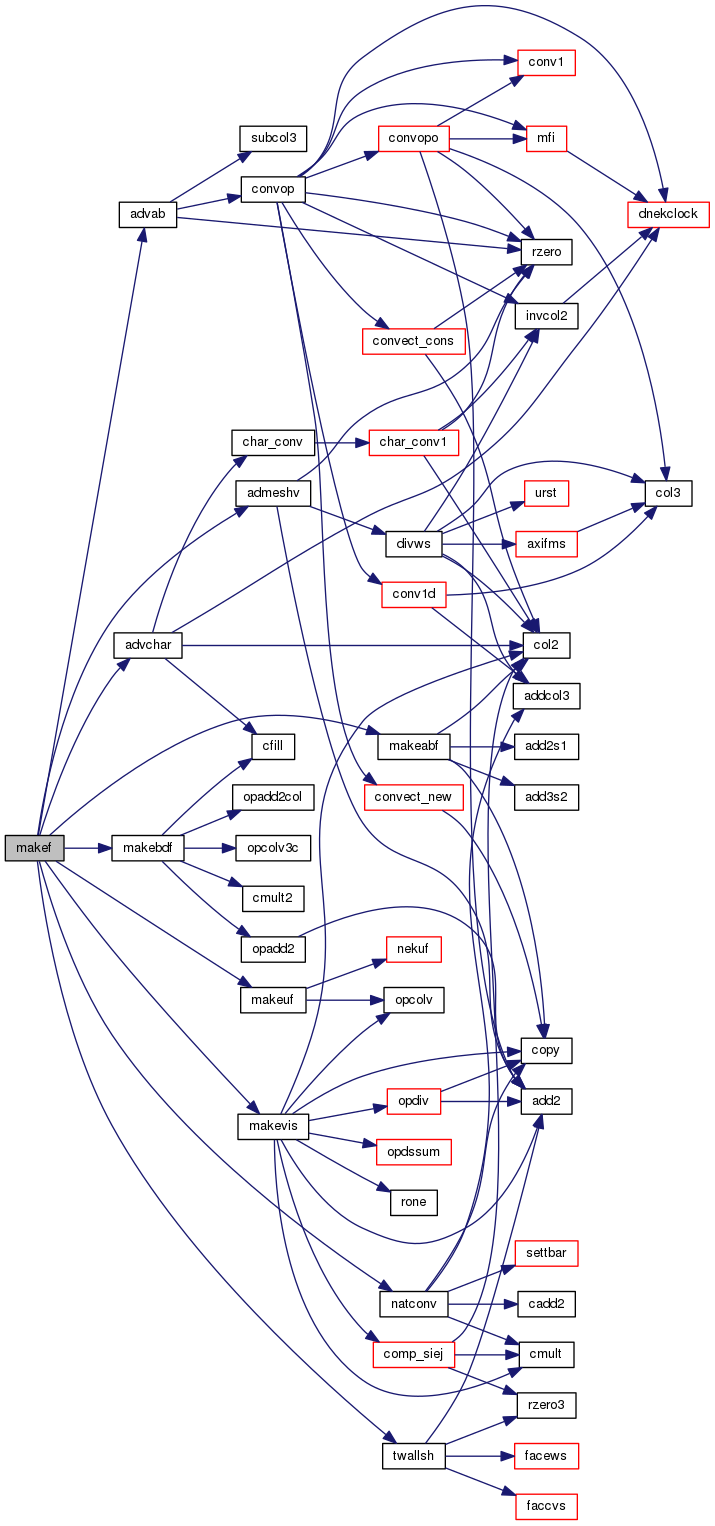 conv1
subcol3
convopo
mfi
convop
advab
dnekclock
rzero
invcol2
convect_cons
char_conv
char_conv1
admeshv
urst
col3
divws
axifms
conv1d
advchar
col2
addcol3
cfill
makeabf
add2s1
opadd2col
convect_new
add3s2
makef
makebdf
opcolv3c
cmult2
opadd2
nekuf
makeuf
opcolv
copy
opdiv
add2
makevis
opdssum
rone
settbar
natconv
cadd2
comp_siej
cmult
rzero3
twallsh
facews
faccvs